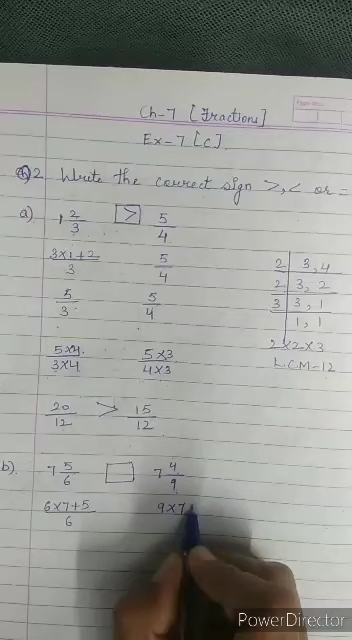 Ch-7 [Fractions]
Ex-7 [C]
Q2 Write the correct sign >, < or =
a) 1 2/3 > 5/4
3×1+2/3 5/4
5/3 5/4
5×4/3×4 5×3/4×3
20/12 > 15/12
2 | 3, 4
2 | 3, 2
3 | 3, 1
1, 1
2×2×3
LCM-12
b). 7 5/6 □ 7 4/9
6×7+5/6 9×7
PowerDirector